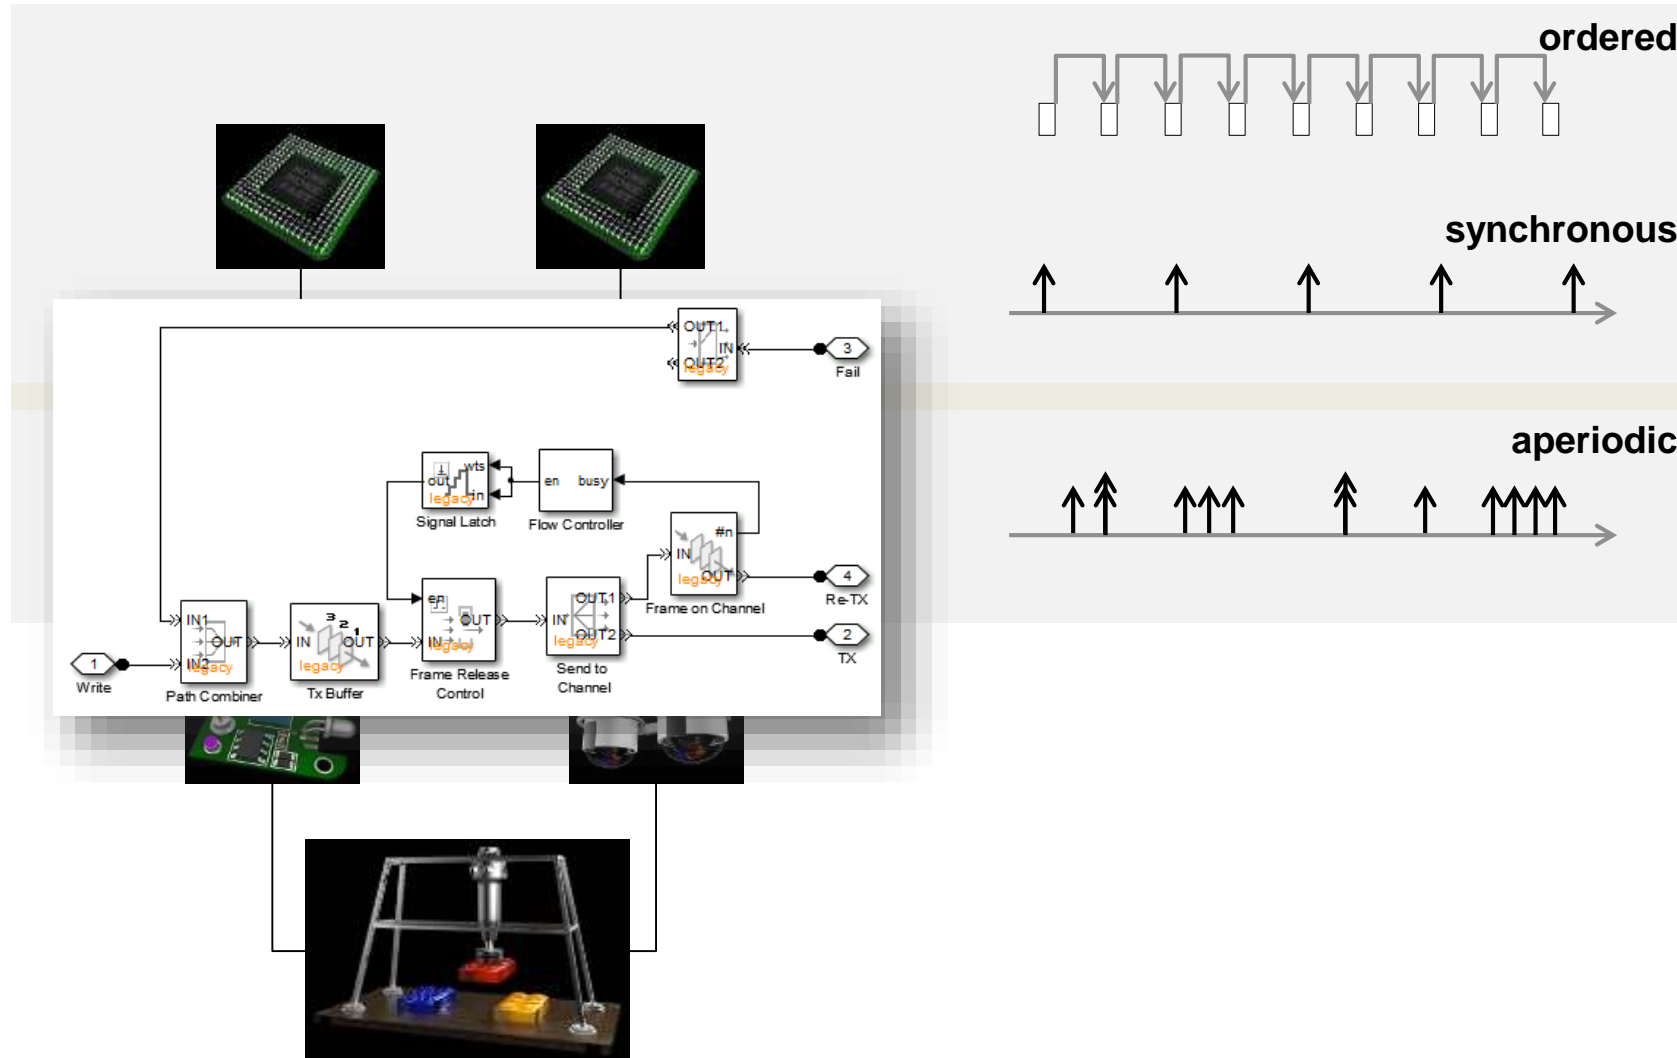 ordered
synchronous
aperiodic
OUT1
IN
OUT2
legacy
3
Fail
wts
out
in
legacy
Signal Latch
en
busy
Flow Controller
#n
IN
OUT
legacy
Frame on Channel
4
Re-TX
2
TX
1
Write
IN1
OUT
IN2
legacy
Path Combiner
3 2 1
IN
OUT
legacy
Tx Buffer
en
OUT
IN
legacy
Frame Release
Control
OUT1
IN
OUT2
legacy
Send to
Channel